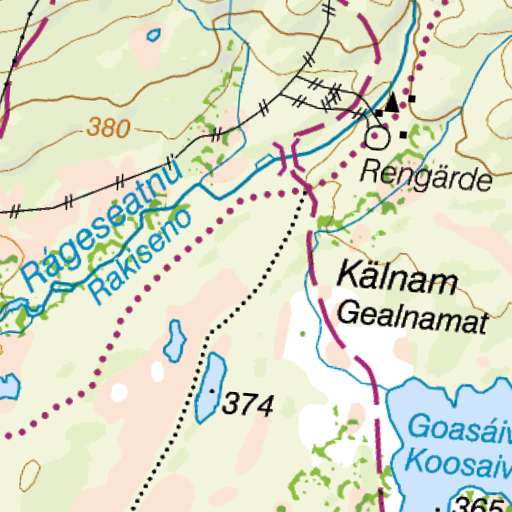 380
Rengärde
Rágeseatnu
Rakiseno
Kälnam
Gealnamat
374
Goasáiv
Koosaiv
365